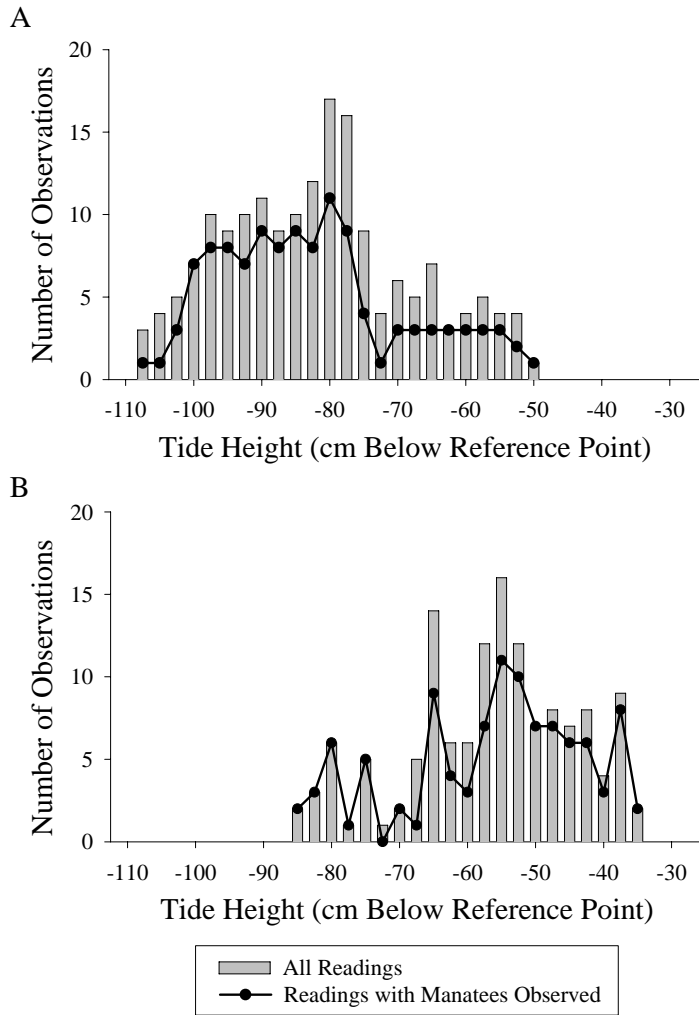 A
Number of Observations
20
15
10
5
0
-110 -100 -90 -80 -70 -60 -50 -40 -30
Tide Height (cm Below Reference Point)
B
Number of Observations
20
15
10
5
0
-110 -100 -90 -80 -70 -60 -50 -40 -30
Tide Height (cm Below Reference Point)
All Readings
Readings with Manatees Observed